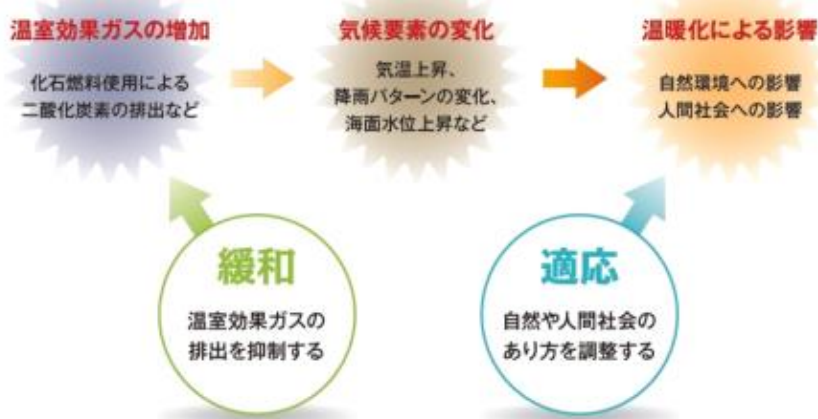 温室効果ガスの増加
化石燃料使用による
二酸化炭素の排出など
気候要素の変化
気温上昇、
降雨パターンの変化、
海面水位上昇など
温暖化による影響
自然環境への影響
人間社会への影響
緩和
温室効果ガスの
排出を抑制する
適応
自然や人間社会の
あり方を調整する